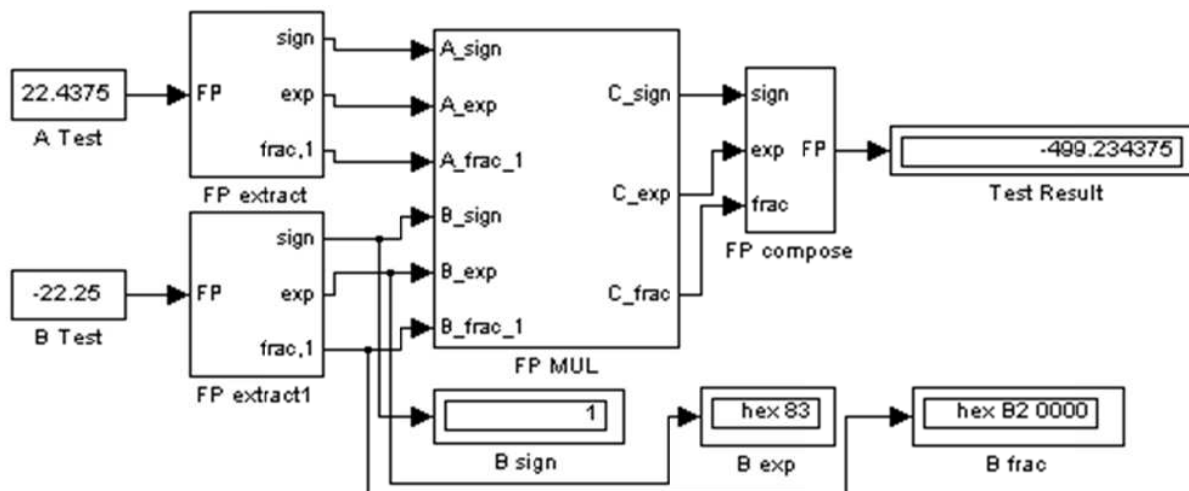 22.4375
A Test
FP
sign
exp
frac,1
FP extract
-22.25
B Test
FP
sign
exp
frac,1
FP extract1
A_sign
A_exp
A_frac_1
B_sign
B_exp
B_frac_1
C_sign
C_exp
C_frac
FP MUL
sign
exp
frac
FP
FP compose
-499.234375
Test Result
1
B sign
hex 83
B exp
hex B2 0000
B frac